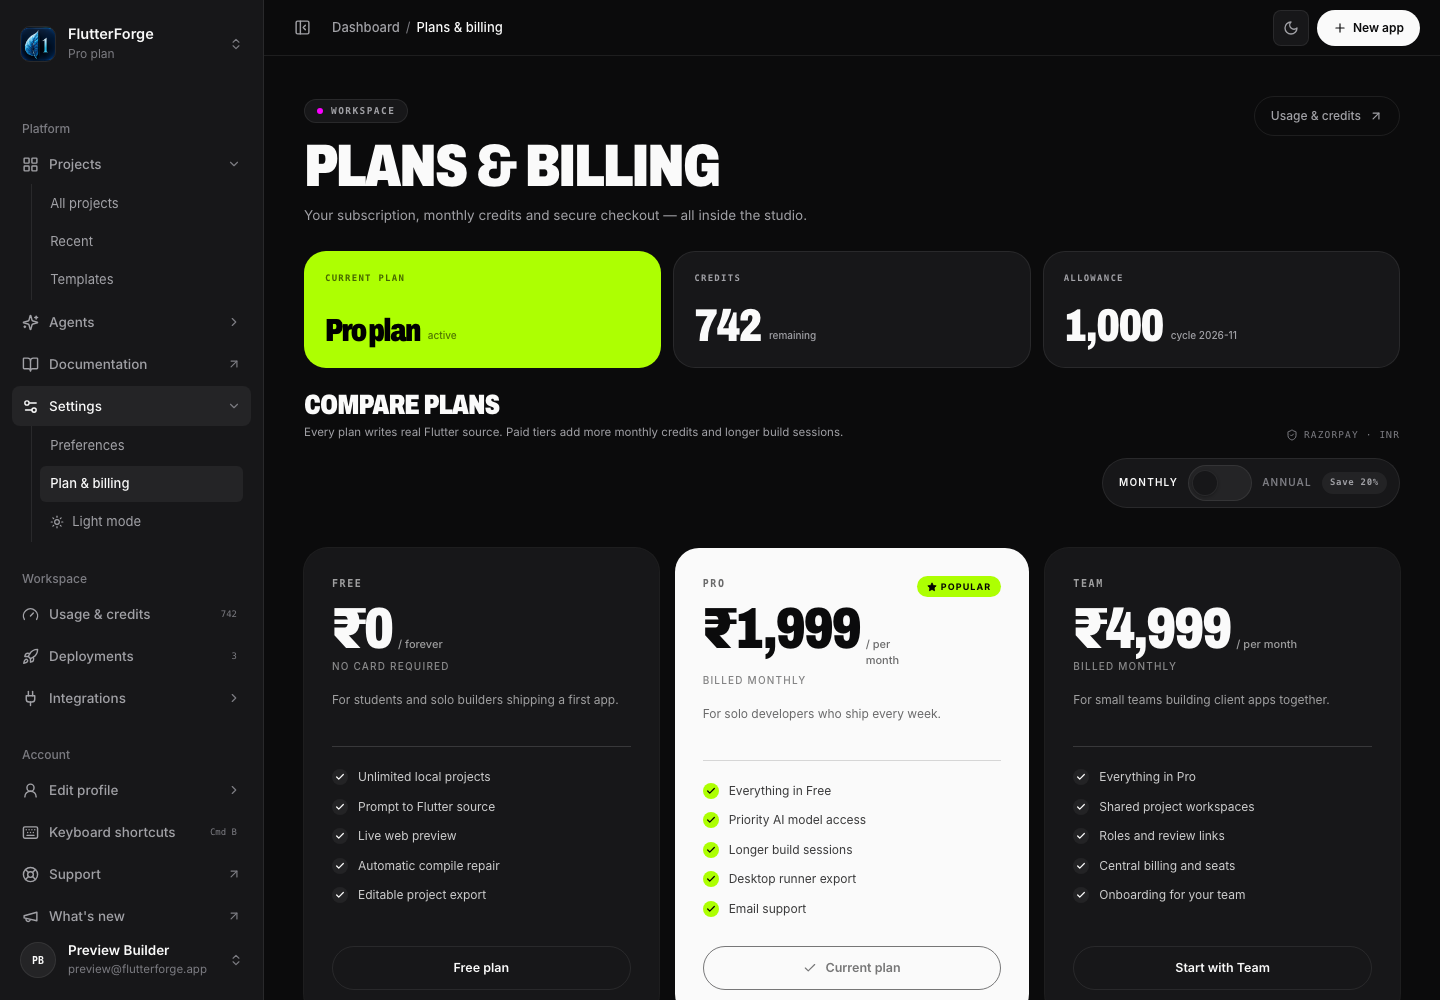 FlutterForge
Pro plan
Platform
Projects
All projects
Recent
Templates
Agents
Documentation
Settings
Preferences
Plan & billing
Light mode
Workspace
Usage & credits 742
Deployments 3
Integrations
Account
Edit profile
Keyboard shortcuts Cmd B
Support
What's new
PB
Preview Builder
preview@flutterforge.app
Dashboard / Plans & billing
New app
WORKSPACE
Usage & credits
PLANS & BILLING
Your subscription, monthly credits and secure checkout — all inside the studio.
CURRENT PLAN
Pro plan active
CREDITS
742 remaining
ALLOWANCE
1,000 cycle 2026-11
COMPARE PLANS
Every plan writes real Flutter source. Paid tiers add more monthly credits and longer build sessions.
RAZORPAY · INR
MONTHLY ANNUAL Save 20%
FREE
₹0 / forever
NO CARD REQUIRED
For students and solo builders shipping a first app.
Unlimited local projects
Prompt to Flutter source
Live web preview
Automatic compile repair
Editable project export
Free plan
PRO
POPULAR
₹1,999 / per
month
BILLED MONTHLY
For solo developers who ship every week.
Everything in Free
Priority AI model access
Longer build sessions
Desktop runner export
Email support
Current plan
TEAM
₹4,999 / per month
BILLED MONTHLY
For small teams building client apps together.
Everything in Pro
Shared project workspaces
Roles and review links
Central billing and seats
Onboarding for your team
Start with Team